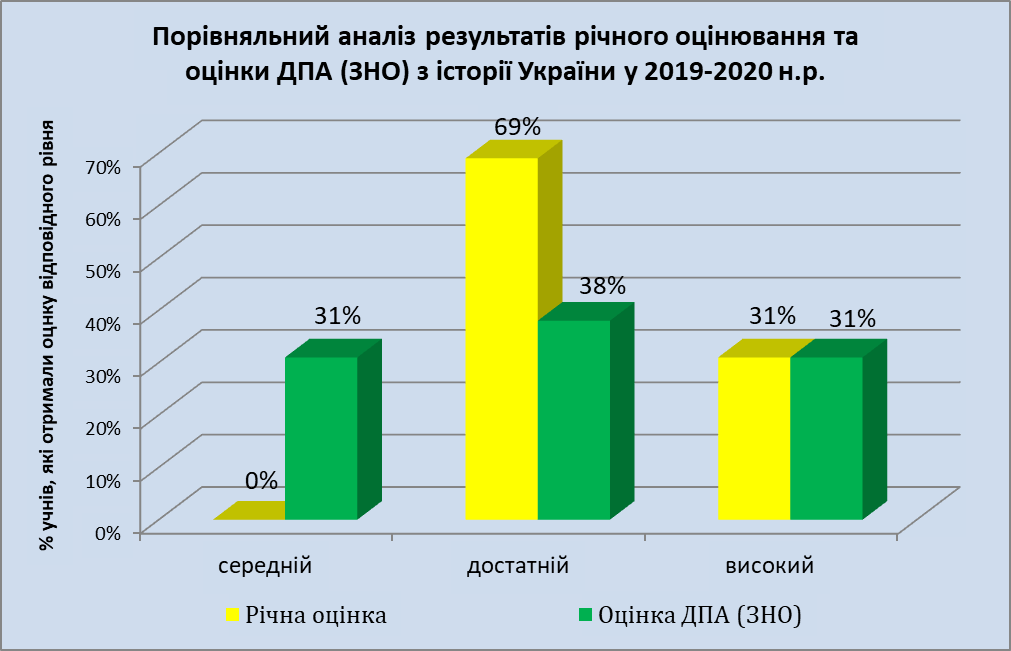 Порівняльний аналіз результатів річного оцінювання та
оцінки ДПА (ЗНО) з історії України у 2019-2020 н.р.
% учнів, які отримали оцнку відповідного рівня
70%
60%
50%
40%
30%
20%
10%
0%
0%
31%
69%
38%
31%
31%
середній
достатній
високий
Річна оцінка
Оцінка ДПА (ЗНО)